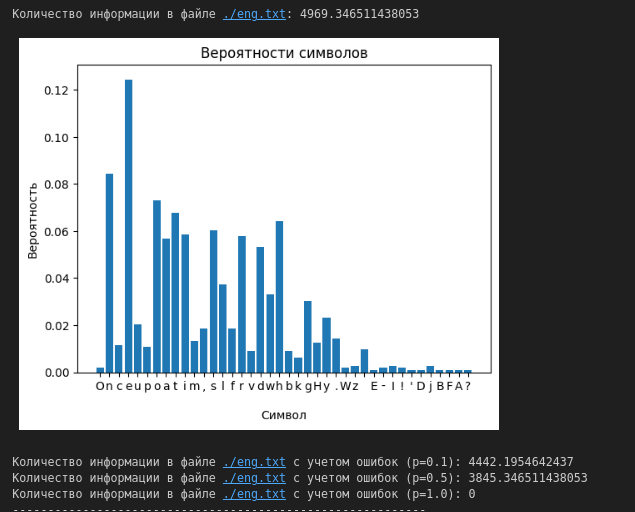 Количество информации в файле ./eng.txt: 4969.346511438053
Вероятности символов
0.12
0.10
0.08
0.06
0.04
0.02
0.00
Вероятность
O n c e u p o a t i m , s l f r v d w h b k g H y . W z   E - I ! ' D j B F A ?
Символ
Количество информации в файле ./eng.txt с учетом ошибок (p=0.1): 4442.1954642437
Количество информации в файле ./eng.txt с учетом ошибок (p=0.5): 3845.346511438053
Количество информации в файле ./eng.txt с учетом ошибок (p=1.0): 0
-----------------------------------------------------------